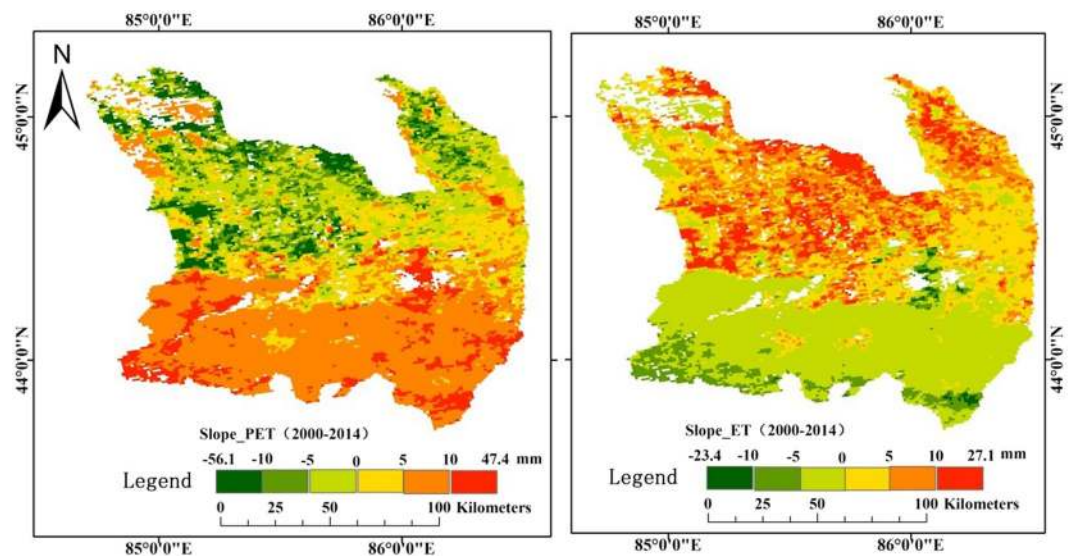 85°0'0"E 86°0'0"E 85°0'0"E 86°0'0"E
N
45°0'0"N
44°0'0"N
Slope_PET（2000-2014）
-56.1 -10 -5 0 5 10 47.4 mm
Legend
0 25 50 100 Kilometers
85°0'0"E 86°0'0"E
45°0'0"N
44°0'0"N
Slope_ET（2000-2014）
-23.4 -10 -5 0 5 10 27.1 mm
Legend
0 25 50 100 Kilometers
85°0'0"E 86°0'0"E